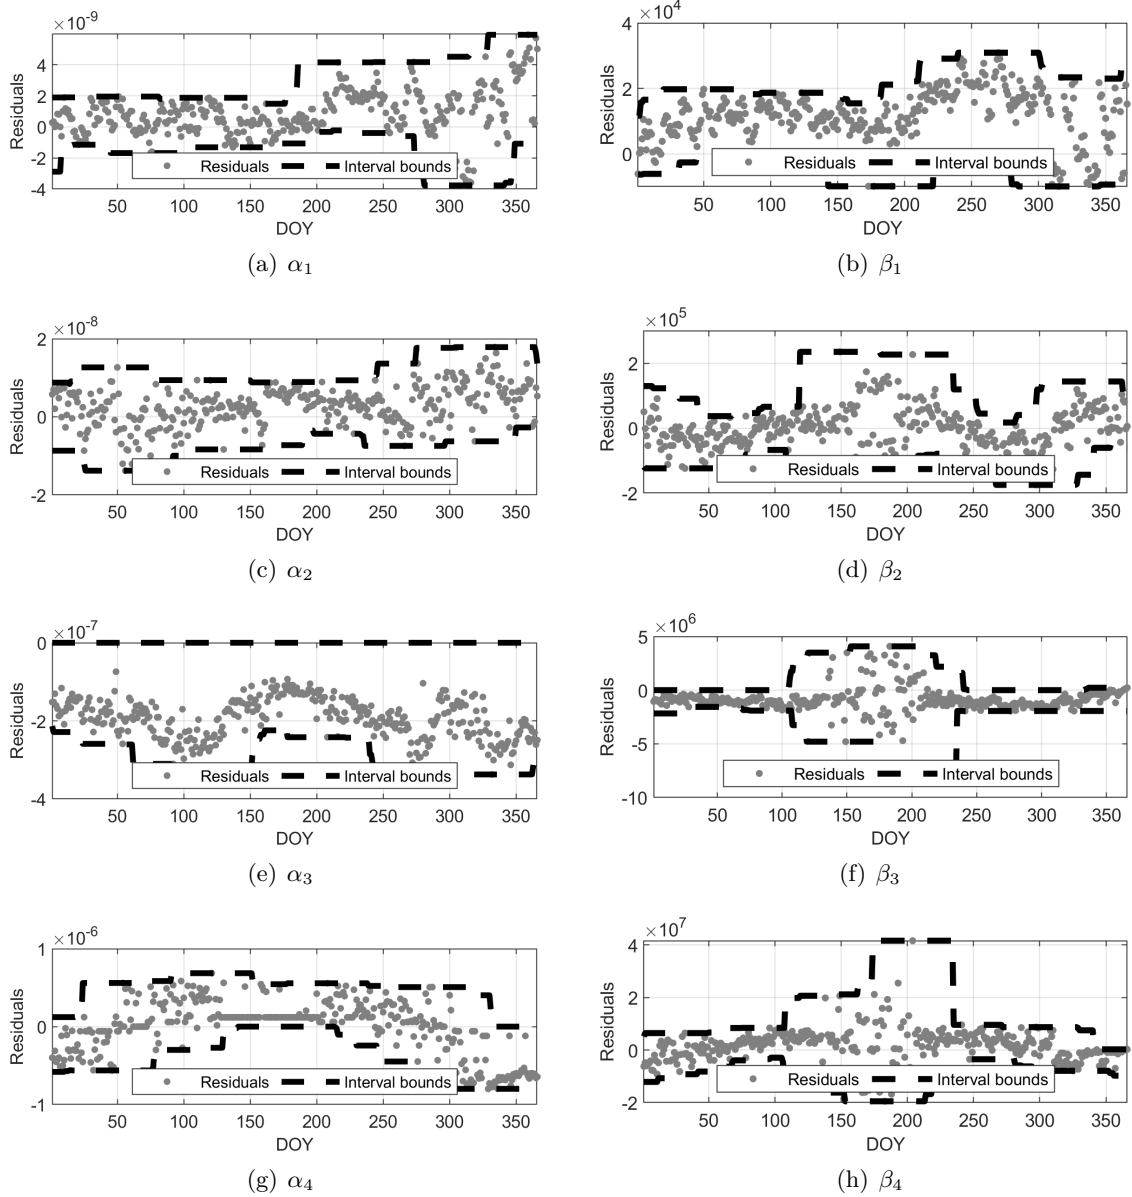 ×10-9
Residuals
4
2
0
-2
-4
Residuals
Interval bounds
50 100 150 200 250 300 350
DOY
(a) α1
×104
Residuals
4
2
0
Residuals
Interval bounds
50 100 150 200 250 300 350
DOY
(b) β1
×10-8
Residuals
2
0
-2
Residuals
Interval bounds
50 100 150 200 250 300 350
DOY
(c) α2
×105
Residuals
2
0
-2
Residuals
Interval bounds
50 100 150 200 250 300 350
DOY
(d) β2
×10-7
Residuals
0
-2
-4
Residuals
Interval bounds
50 100 150 200 250 300 350
DOY
(e) α3
×106
Residuals
5
0
-5
-10
Residuals
Interval bounds
50 100 150 200 250 300 350
DOY
(f) β3
×10-6
Residuals
1
0
-1
Residuals
Interval bounds
50 100 150 200 250 300 350
DOY
(g) α4
×107
Residuals
4
2
0
-2
Residuals
Interval bounds
50 100 150 200 250 300 350
DOY
(h) β4